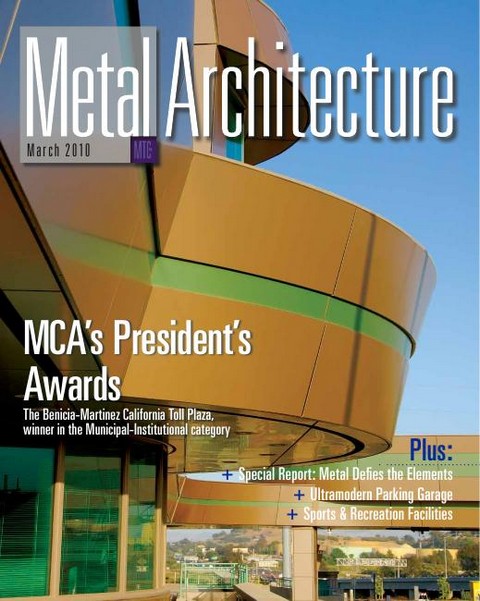 Metal Architecture
March 2010
MTC
MCA's President's
Awards
The Benicia-Martinez California Toll Plaza,
winner in the Municipal-Institutional category
Plus:
+ Special Report: Metal Defies the Elements
+ Ultramodern Parking Garage
+ Sports & Recreation Facilities